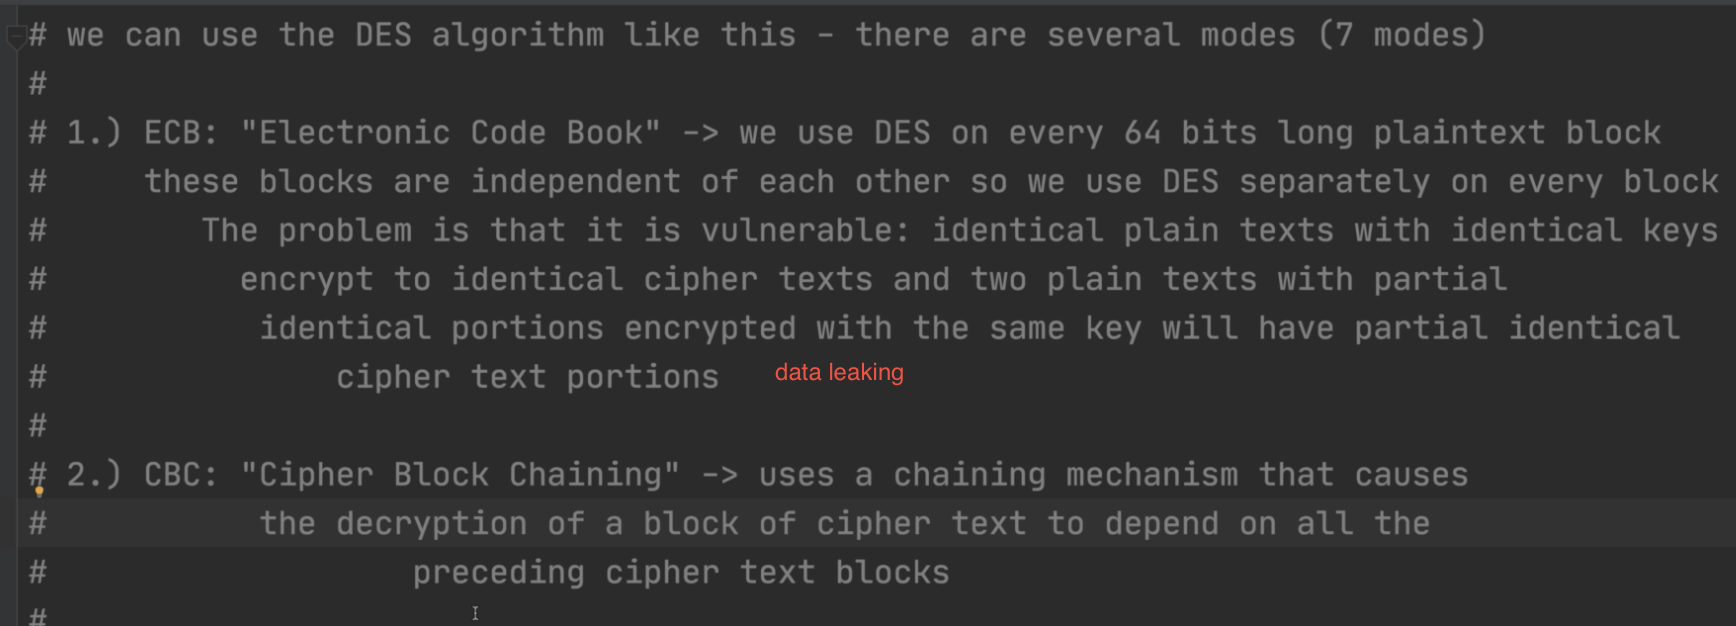 # we can use the DES algorithm like this - there are several modes (7 modes)
#
# 1.) ECB: "Electronic Code Book" -> we use DES on every 64 bits long plaintext block
# these blocks are independent of each other so we use DES separately on every block
# The problem is that it is vulnerable: identical plain texts with identical keys
# encrypt to identical cipher texts and two plain texts with partial
# identical portions encrypted with the same key will have partial identical
# cipher text portions data leaking
#
# 2.) CBC: "Cipher Block Chaining" -> uses a chaining mechanism that causes
# the decryption of a block of cipher text to depend on all the
# preceding cipher text blocks
#